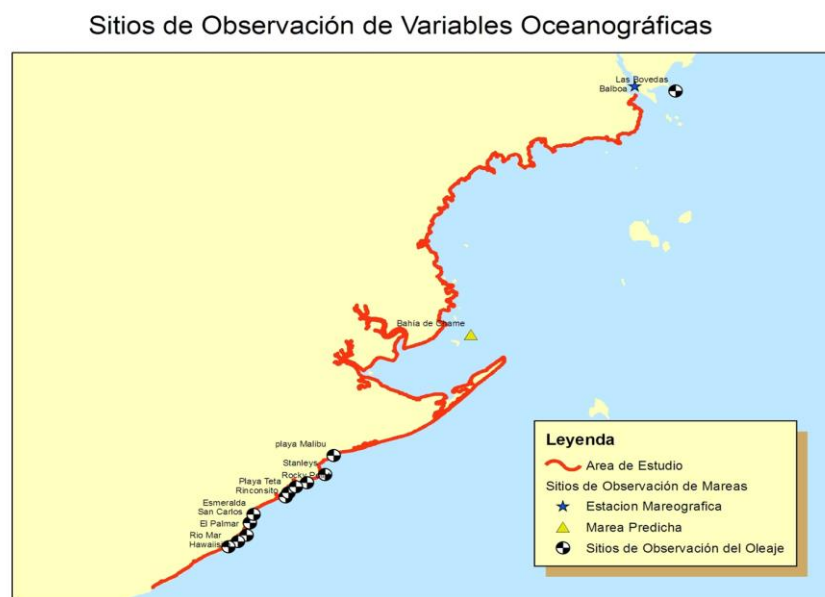 Sitios de Observación de Variables Oceanográficas
Las Bovedas
Balboa
Bahía de Chame
playa Malibu
Stanleys
Rocky
Playa Teta
Rinconsito
Esmeralda
San Carlos
El Palmar
Rio Mar
Leyenda
Area de Estudio
Sitios de Observación de Mareas
Estacion Mareografica
Marea Predicha
Sitios de Observación del Oleaje